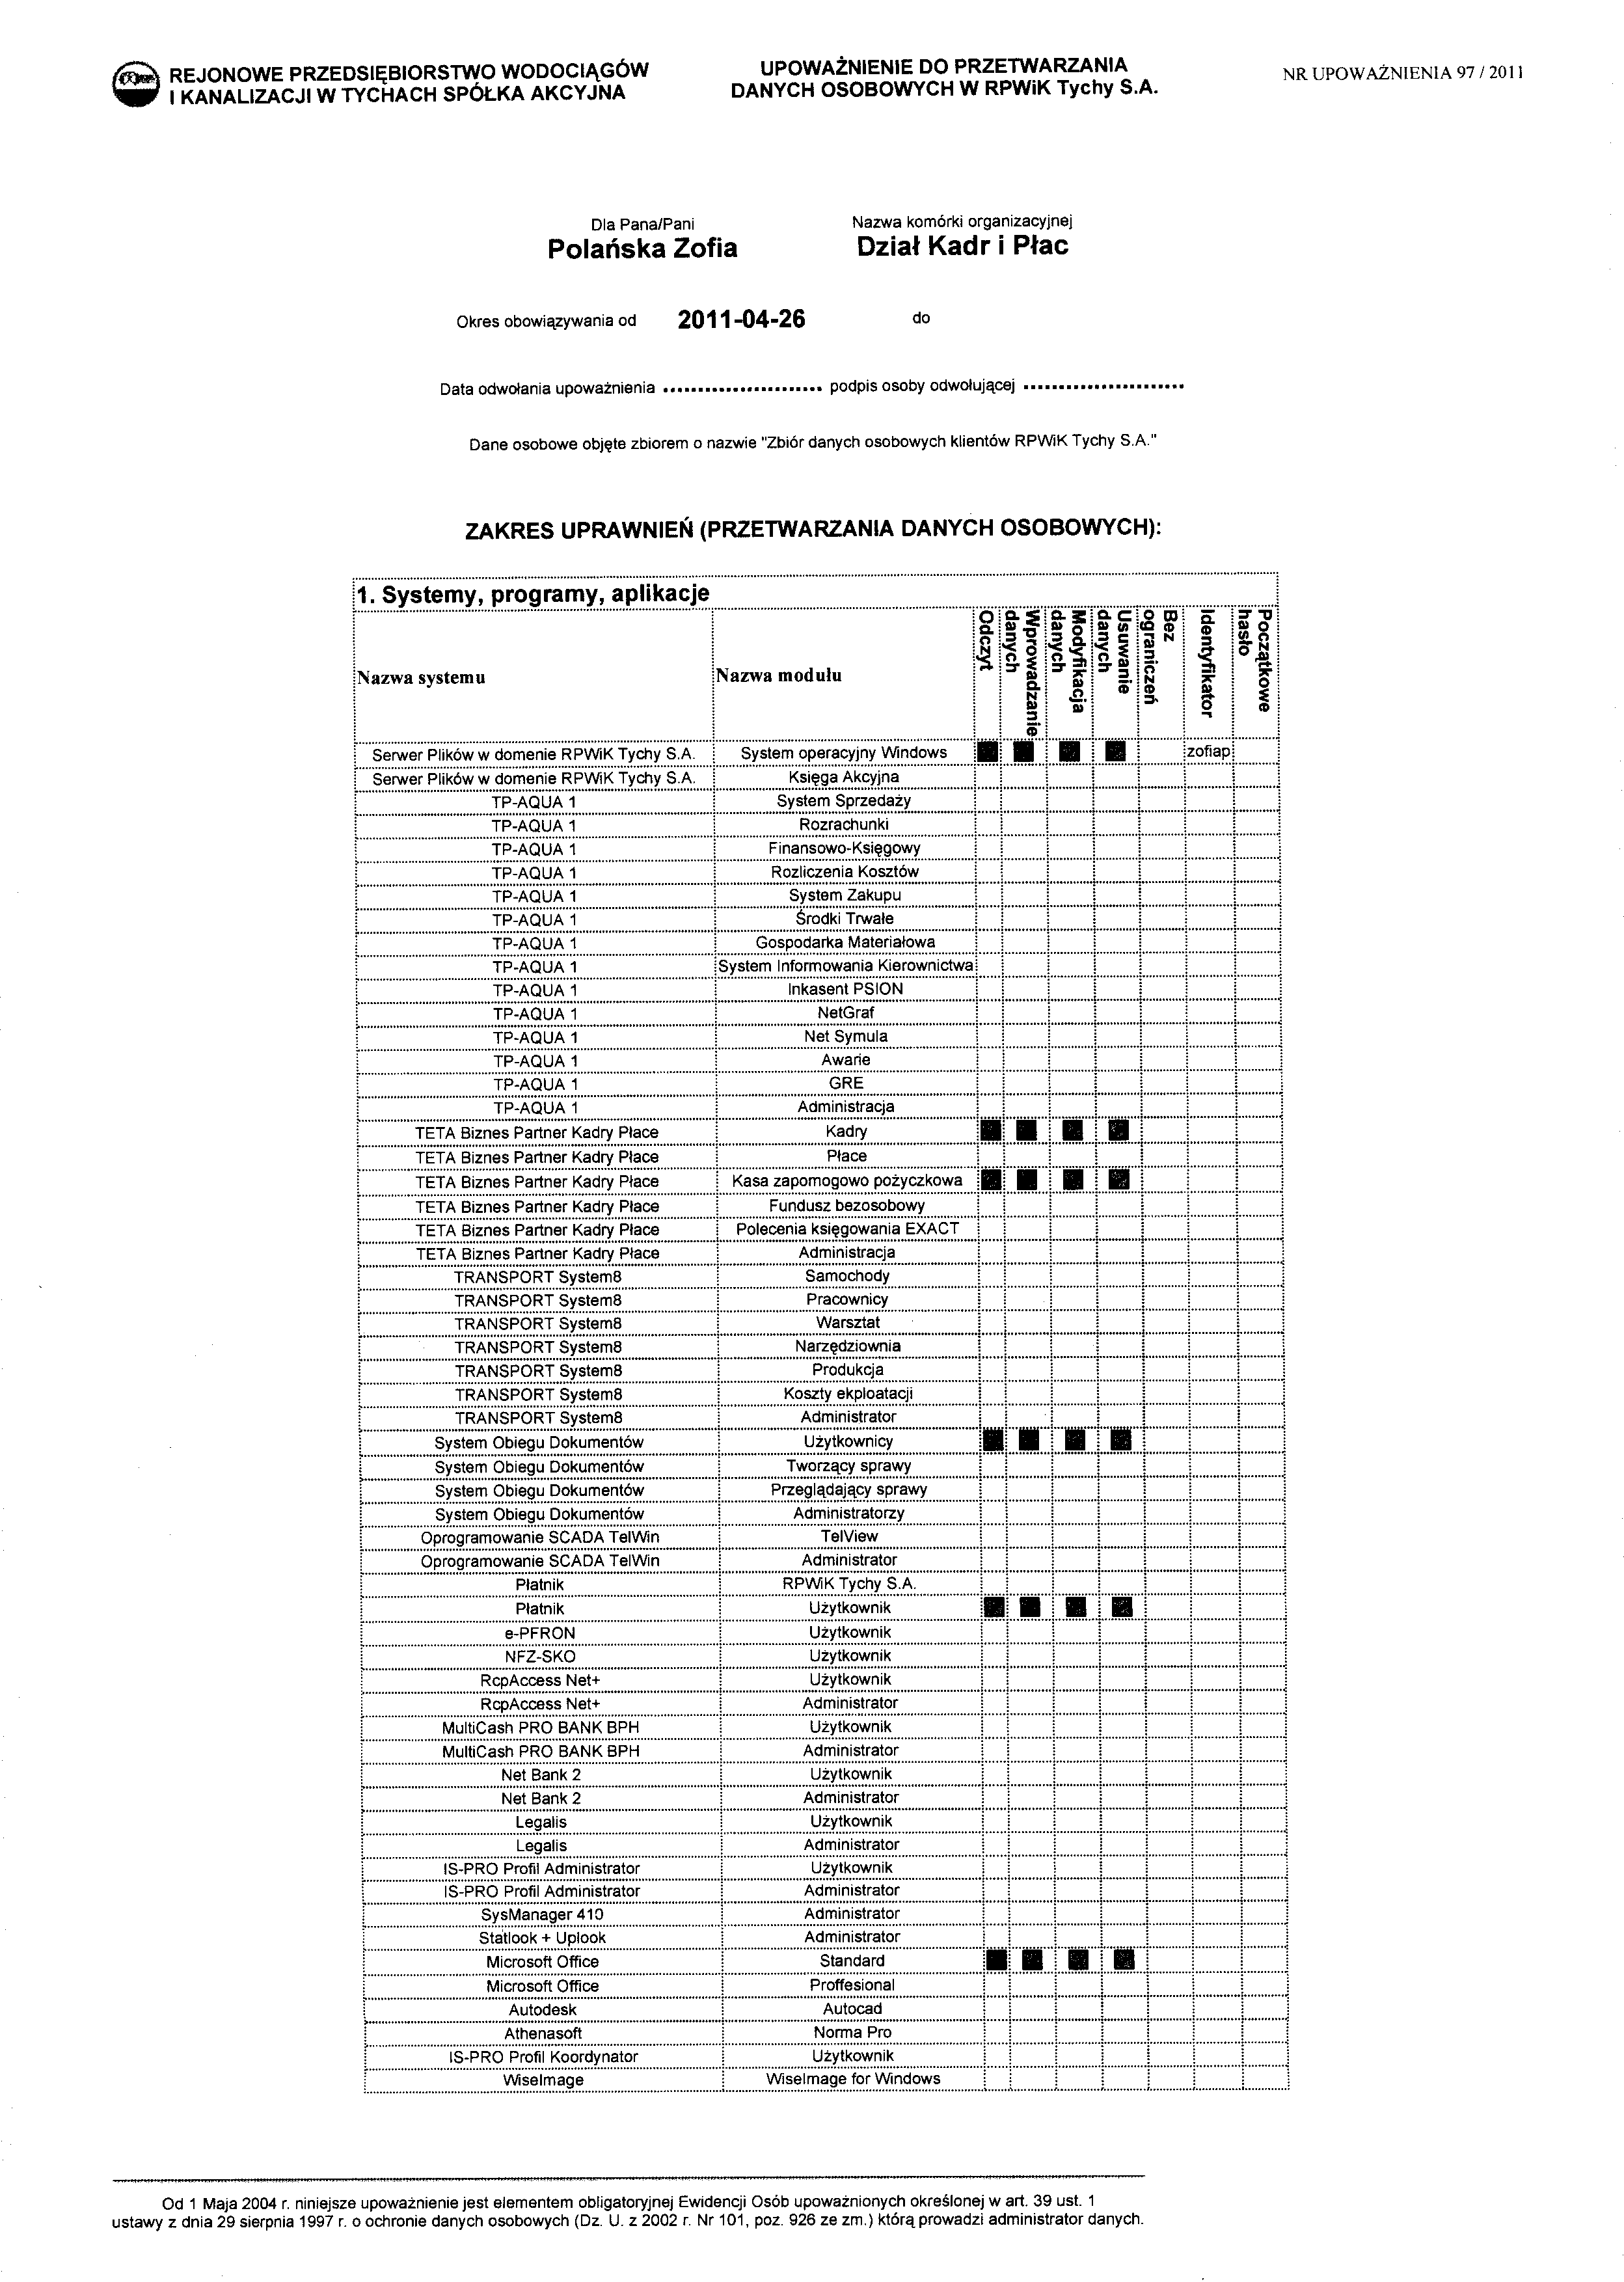 REJONOWE PRZEDSIĘBIORSTWO WODOCIĄGÓW
I KANALIZACJI W TYCHACH SPÓŁKA AKCYJNA
UPOWAŻNIENIE DO PRZETWARZANIA
DANYCH OSOBOWYCH W RPWiK Tychy S.A.
NR UPOWAŻNIENIA 97 / 2011
Dla Pana/Pani
Polańska Zofia
Nazwa komórki organizacyjnej
Dział Kadr i Płac
Okres obowiązywania od 2011-04-26 do
Data odwołania upoważnienia ....................... podpis osoby odwołującej .......................
Dane osobowe objęte zbiorem o nazwie "Zbiór danych osobowych klientów RPWiK Tychy S.A."
ZAKRES UPRAWNIEŃ (PRZETWARZANIA DANYCH OSOBOWYCH):
1. Systemy, programy, aplikacje
Nazwa systemu
Nazwa modułu
Odczyt
Wprowadzanie
danych
Modyfikacja
danych
Usuwanie
danych
Bez
ograniczeń
Identyfikator
Początkowe
hasło
Serwer Plików w domenie RPWiK Tychy S.A. System operacyjny Windows zofiap
Serwer Plików w domenie RPWiK Tychy S.A. Księga Akcyjna
TP-AQUA 1 System Sprzedaży
TP-AQUA 1 Rozrachunki
TP-AQUA 1 Finansowo-Księgowy
TP-AQUA 1 Rozliczenia Kosztów
TP-AQUA 1 System Zakupu
TP-AQUA 1 Środki Trwałe
TP-AQUA 1 Gospodarka Materiałowa
TP-AQUA 1 System Informowania Kierownictwa
TP-AQUA 1 Inkasent PSION
TP-AQUA 1 NetGraf
TP-AQUA 1 Net Symula
TP-AQUA 1 Awarie
TP-AQUA 1 GRE
TP-AQUA 1 Administracja
TETA Biznes Partner Kadry Płace Kadry
TETA Biznes Partner Kadry Płace Płace
TETA Biznes Partner Kadry Płace Kasa zapomogowo pożyczkowa
TETA Biznes Partner Kadry Płace Fundusz bezosobowy
TETA Biznes Partner Kadry Płace Polecenia księgowania EXACT
TETA Biznes Partner Kadry Płace Administracja
TRANSPORT System8 Samochody
TRANSPORT System8 Pracownicy
TRANSPORT System8 Warsztat
TRANSPORT System8 Narzędziownia
TRANSPORT System8 Produkcja
TRANSPORT System8 Koszty ekploatacji
TRANSPORT System8 Administrator
System Obiegu Dokumentów Użytkownicy
System Obiegu Dokumentów Tworzący sprawy
System Obiegu Dokumentów Przeglądający sprawy
System Obiegu Dokumentów Administratorzy
Oprogramowanie SCADA TelWin TelView
Oprogramowanie SCADA TelWin Administrator
Płatnik RPWiK Tychy S.A.
Płatnik Użytkownik
e-PFRON Użytkownik
NFZ-SKO Użytkownik
RcpAccess Net+ Użytkownik
RcpAccess Net+ Administrator
MultiCash PRO BANK BPH Użytkownik
MultiCash PRO BANK BPH Administrator
Net Bank 2 Użytkownik
Net Bank 2 Administrator
Legalis Użytkownik
Legalis Administrator
IS-PRO Profil Administrator Użytkownik
IS-PRO Profil Administrator Administrator
SysManager 410 Administrator
Statlook + Uplook Administrator
Microsoft Office Standard
Microsoft Office Proffesional
Autodesk Autocad
Athenasoft Norma Pro
IS-PRO Profil Koordynator Użytkownik
WiseImage WiseImage for Windows
Od 1 Maja 2004 r. niniejsze upoważnienie jest elementem obligatoryjnej Ewidencji Osób upoważnionych określonej w art. 39 ust. 1
ustawy z dnia 29 sierpnia 1997 r. o ochronie danych osobowych (Dz. U. z 2002 r. Nr 101, poz. 926 ze zm.) którą prowadzi administrator danych.